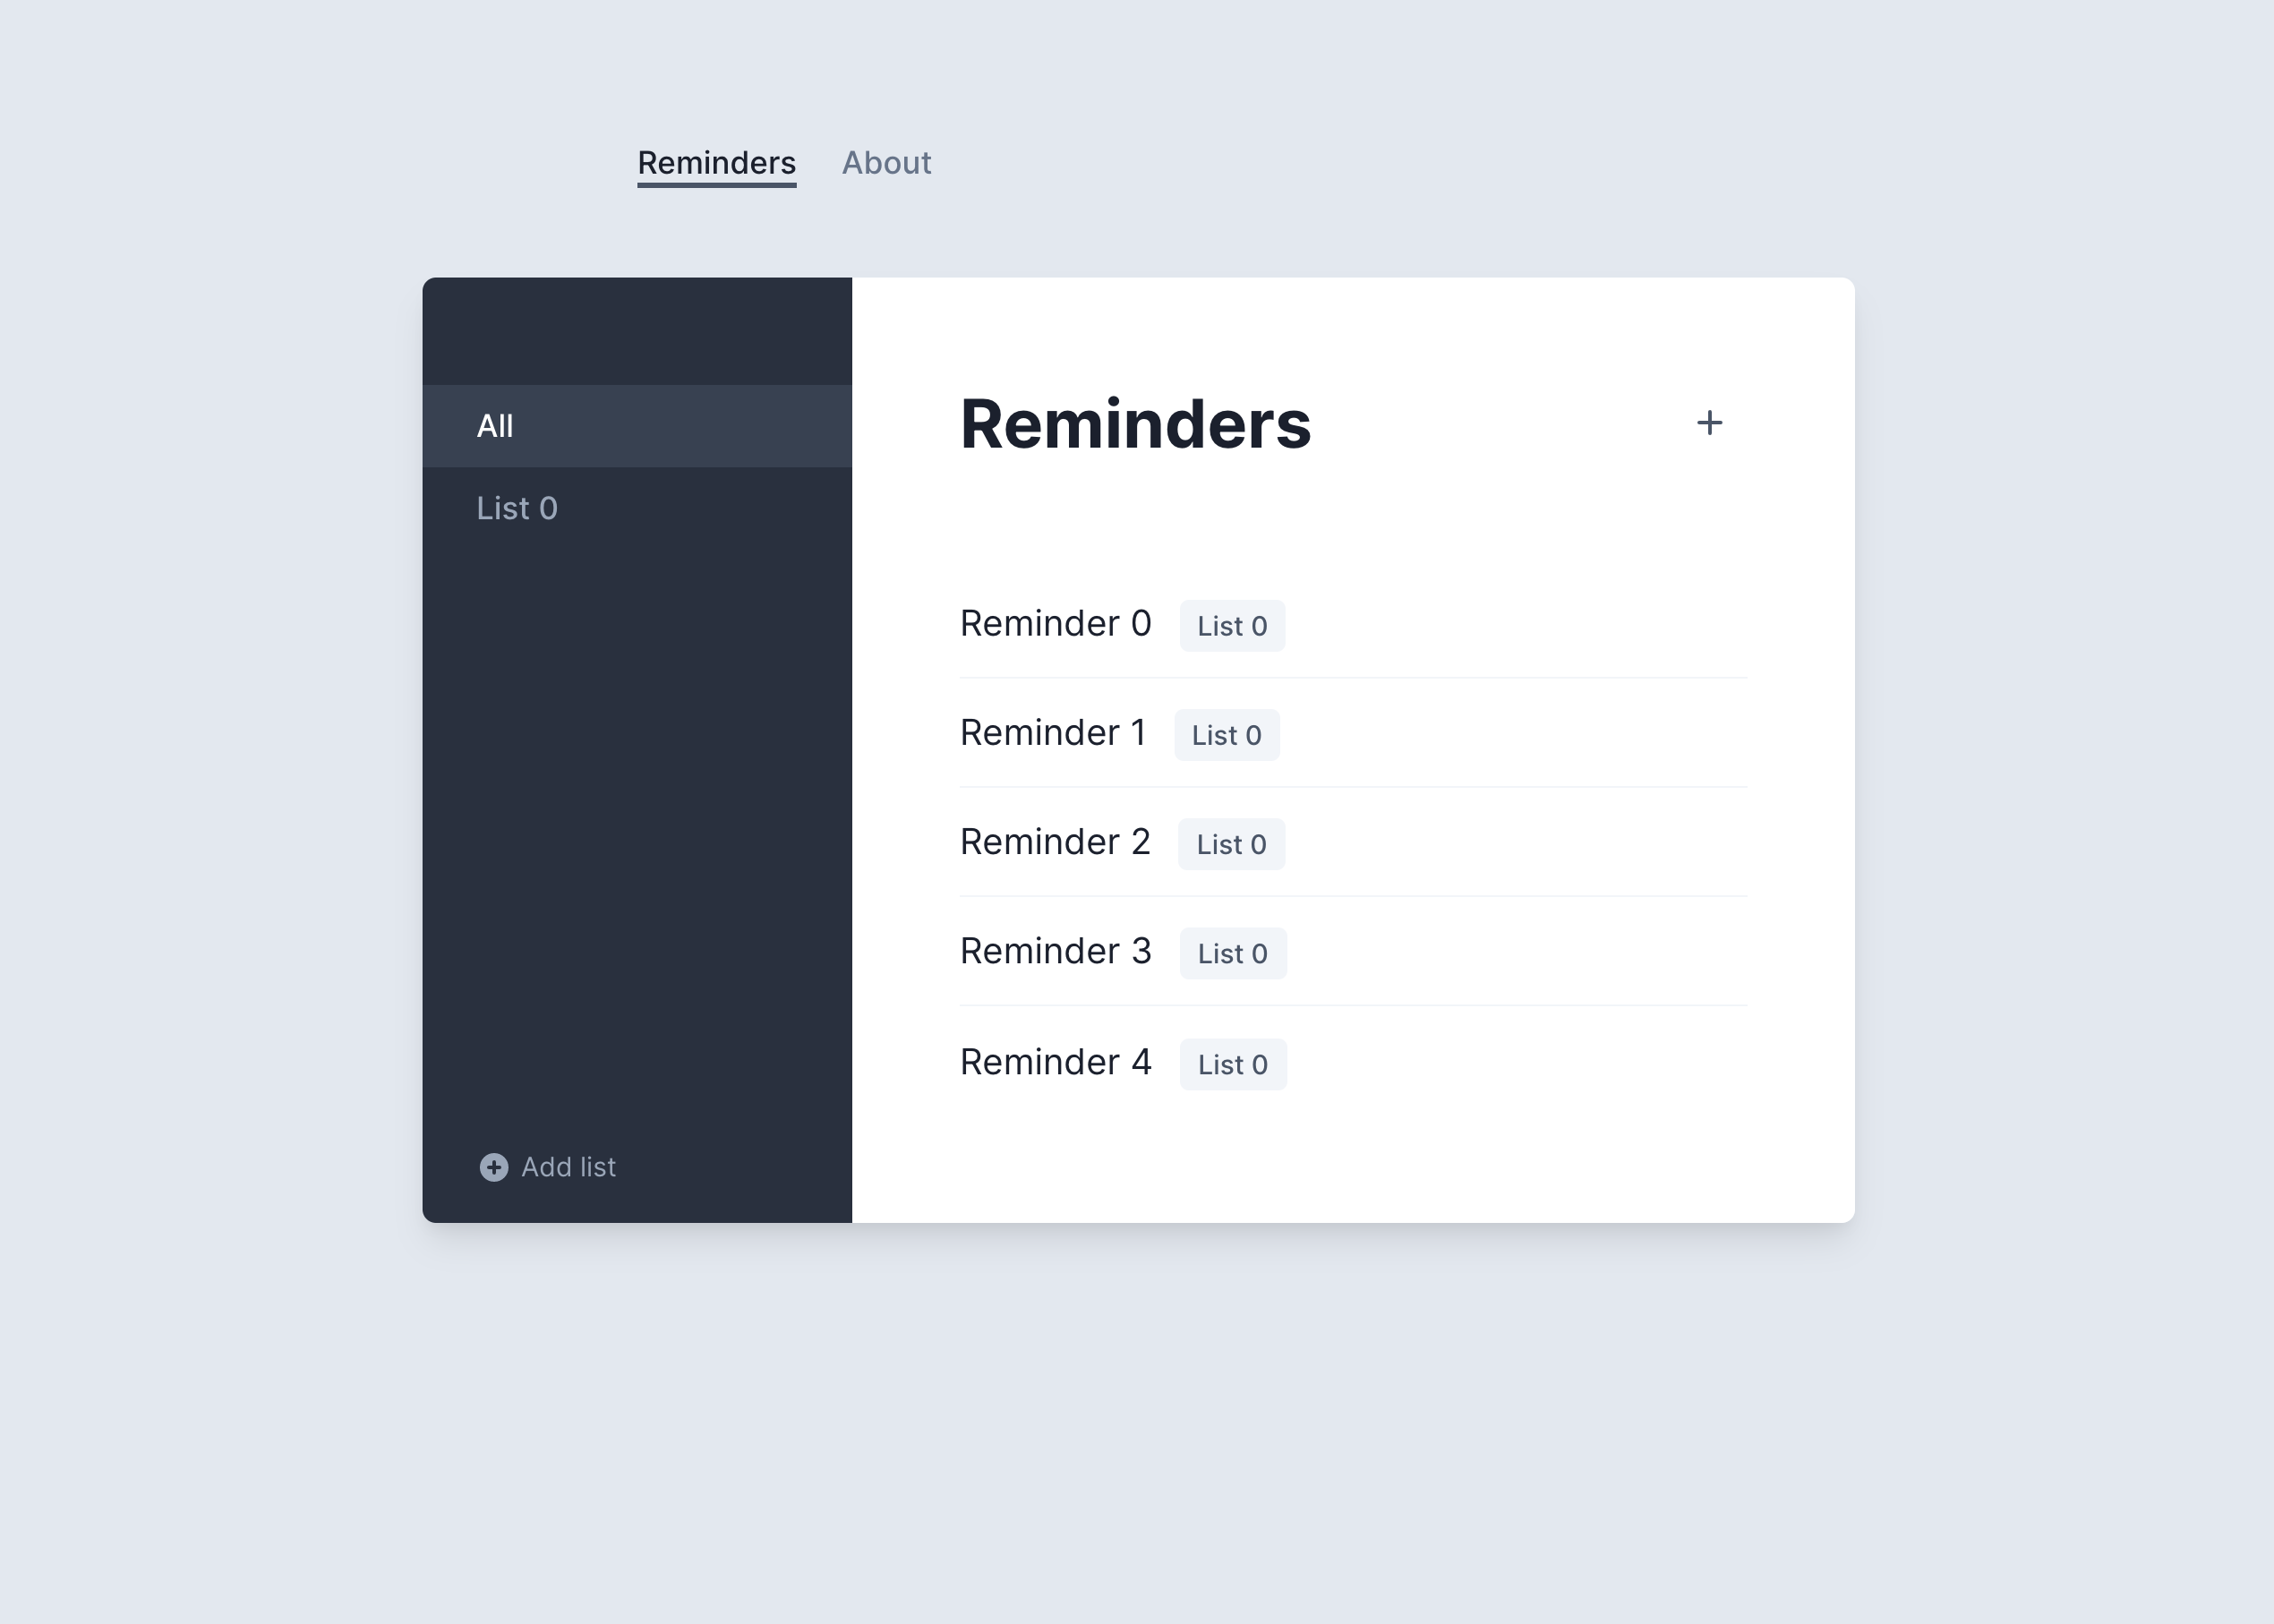 Reminders About
All
List 0
Add list
Reminders
Reminder 0 List 0
Reminder 1 List 0
Reminder 2 List 0
Reminder 3 List 0
Reminder 4 List 0